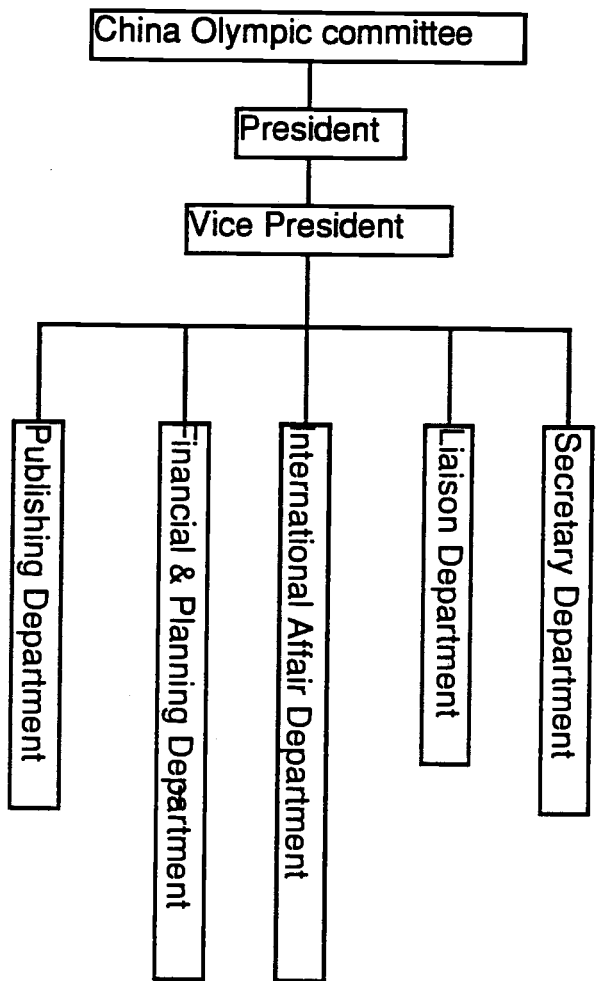 China Olympic committee
President
Vice President
Publishing Department
Financial & Planning Department
International Affair Department
Liaison Department
Secretary Department